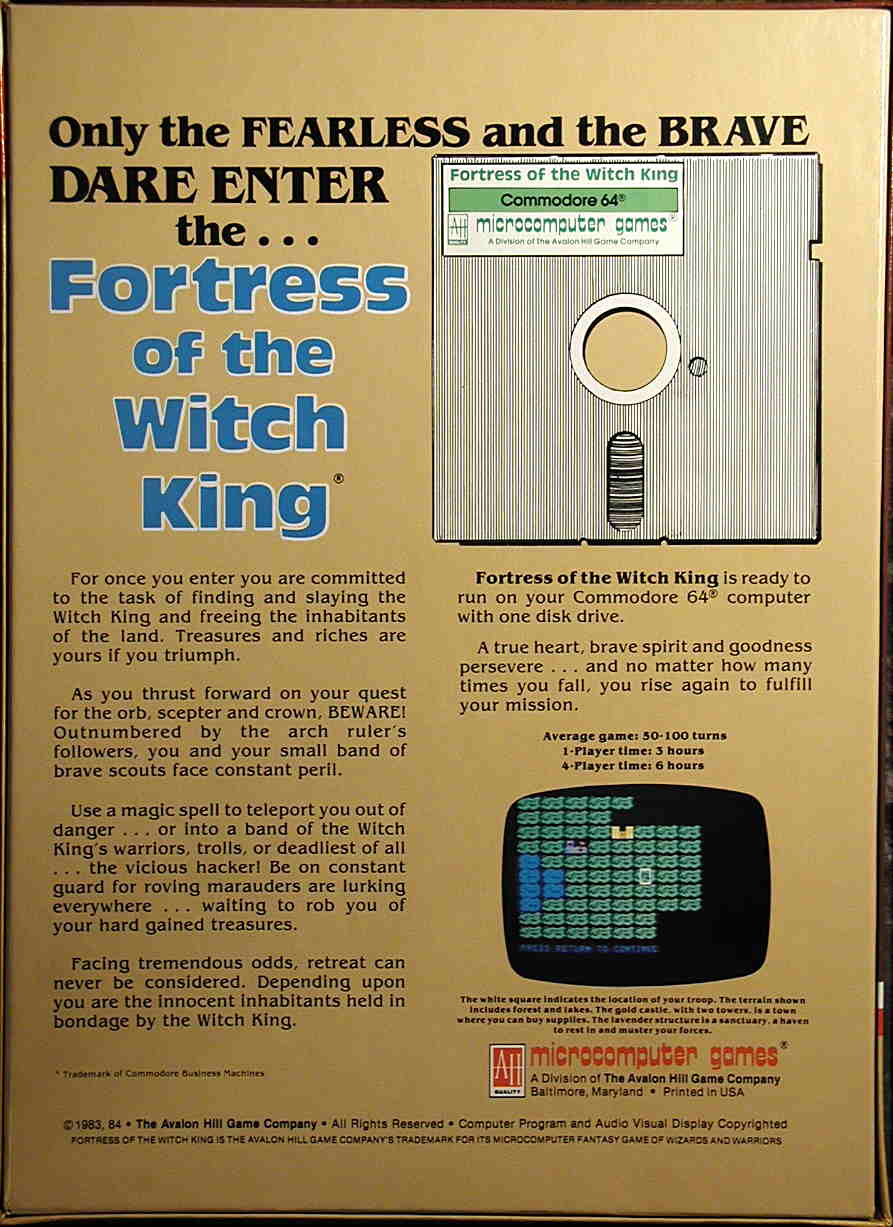 Only the FEARLESS and the BRAVE
DARE ENTER
the . . .
Fortress
of the
Witch
King®
Fortress of the Witch King
Commodore 64®
AH
QUALITY
microcomputer games®
A Division of the Avalon Hill Game Company
For once you enter you are committed
to the task of finding and slaying the
Witch King and freeing the inhabitants
of the land. Treasures and riches are
yours if you triumph.
As you thrust forward on your quest
for the orb, scepter and crown, BEWARE!
Outnumbered by the arch ruler's
followers, you and your small band of
brave scouts face constant peril.
Use a magic spell to teleport you out of
danger . . . or into a band of the Witch
King's warriors, trolls, or deadliest of all
. . . the vicious hacker! Be on constant
guard for roving marauders are lurking
everywhere . . . waiting to rob you of
your hard gained treasures.
Facing tremendous odds, retreat can
never be considered. Depending upon
you are the innocent inhabitants held in
bondage by the Witch King.
* Trademark of Commodore Business Machines
Fortress of the Witch King is ready to
run on your Commodore 64® computer
with one disk drive.
A true heart, brave spirit and goodness
persevere . . . and no matter how many
times you fall, you rise again to fulfill
your mission.
Average game: 50-100 turns
1-Player time: 3 hours
4-Player time: 6 hours
PRESS RETURN TO CONTINUE
The white square indicates the location of your troop. The terrain shown
includes forest and lakes. The gold castle, with two towers, is a town
where you can buy supplies. The lavender structure is a sanctuary, a haven
to rest in and muster your forces.
AH
QUALITY
microcomputer games®
A Division of The Avalon Hill Game Company
Baltimore, Maryland • Printed in USA
©1983, 84 • The Avalon Hill Game Company • All Rights Reserved • Computer Program and Audio Visual Display Copyrighted
FORTRESS OF THE WITCH KING IS THE AVALON HILL GAME COMPANY'S TRADEMARK FOR ITS MICROCOMPUTER FANTASY GAME OF WIZARDS AND WARRIORS